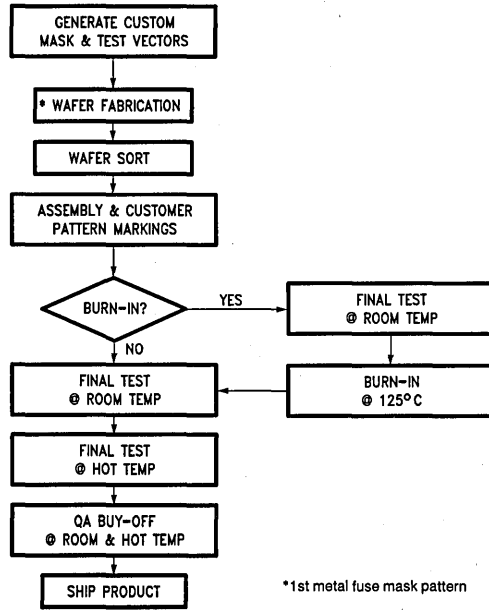 GENERATE CUSTOM
MASK & TEST VECTORS
* WAFER FABRICATION
WAFER SORT
ASSEMBLY & CUSTOMER
PATTERN MARKINGS
BURN-IN?
YES
NO
FINAL TEST
@ ROOM TEMP
BURN-IN
@ 125°C
FINAL TEST
@ ROOM TEMP
FINAL TEST
@ HOT TEMP
QA BUY-OFF
@ ROOM & HOT TEMP
SHIP PRODUCT
*1st metal fuse mask pattern